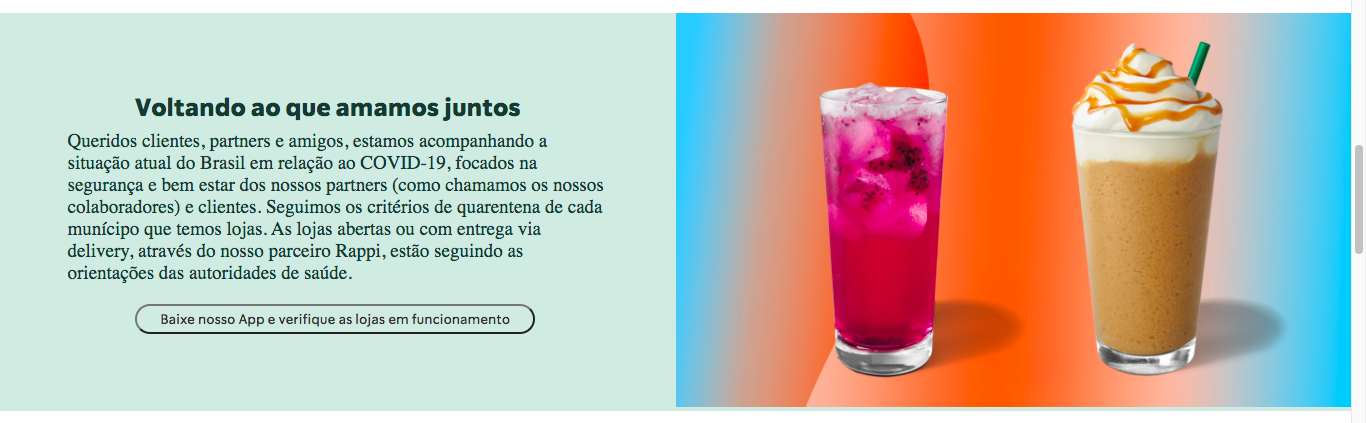 Voltando ao que amamos juntos
Queridos clientes, partners e amigos, estamos acompanhando a
situação atual do Brasil em relação ao COVID-19, focados na
segurança e bem estar dos nossos partners (como chamamos os nossos
colaboradores) e clientes. Seguimos os critérios de quarentena de cada
munícipo que temos lojas. As lojas abertas ou com entrega via
delivery, através do nosso parceiro Rappi, estão seguindo as
orientações das autoridades de saúde.
Baixe nosso App e verifique as lojas em funcionamento